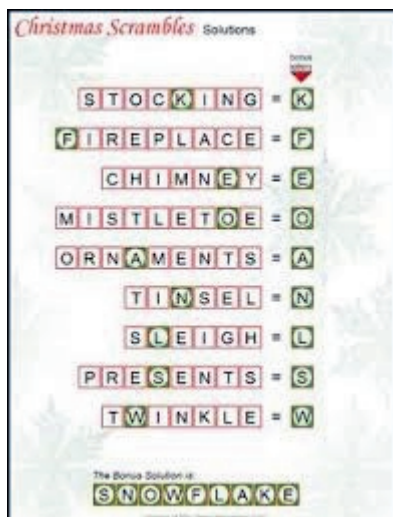 Christmas Scrambles Solutions
bonus letters
STOCKING = K
FIREPLACE = F
CHIMNEY = E
MISTLETOE = O
ORNAMENTS = A
TINSEL = N
SLEIGH = L
PRESENTS = S
TWINKLE = W
The Bonus Solution is:
SNOWFLAKE